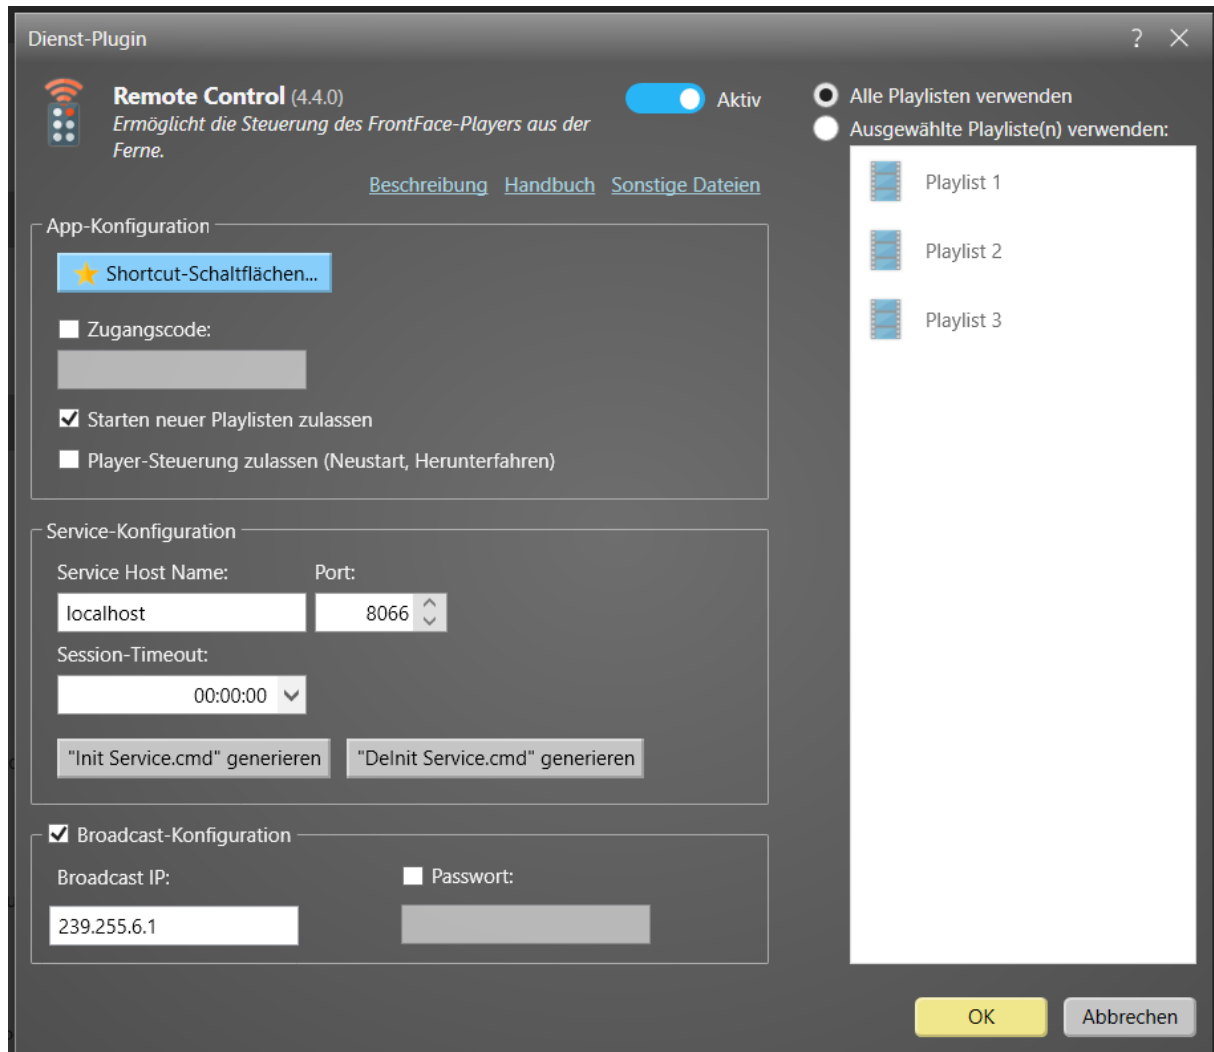 Dienst-Plugin
?
Remote Control (4.4.0)
Aktiv
Ermöglicht die Steuerung des FrontFace-Players aus der
Ferne.
Beschreibung Handbuch Sonstige Dateien
App-Konfiguration
Shortcut-Schaltflächen...
Zugangscode:
Starten neuer Playlisten zulassen
Player-Steuerung zulassen (Neustart, Herunterfahren)
Service-Konfiguration
Service Host Name: Port:
localhost 8066
Session-Timeout:
00:00:00
"Init Service.cmd" generieren "DeInit Service.cmd" generieren
Broadcast-Konfiguration
Broadcast IP: Passwort:
239.255.6.1
Alle Playlisten verwenden
Ausgewählte Playliste(n) verwenden:
Playlist 1
Playlist 2
Playlist 3
OK Abbrechen